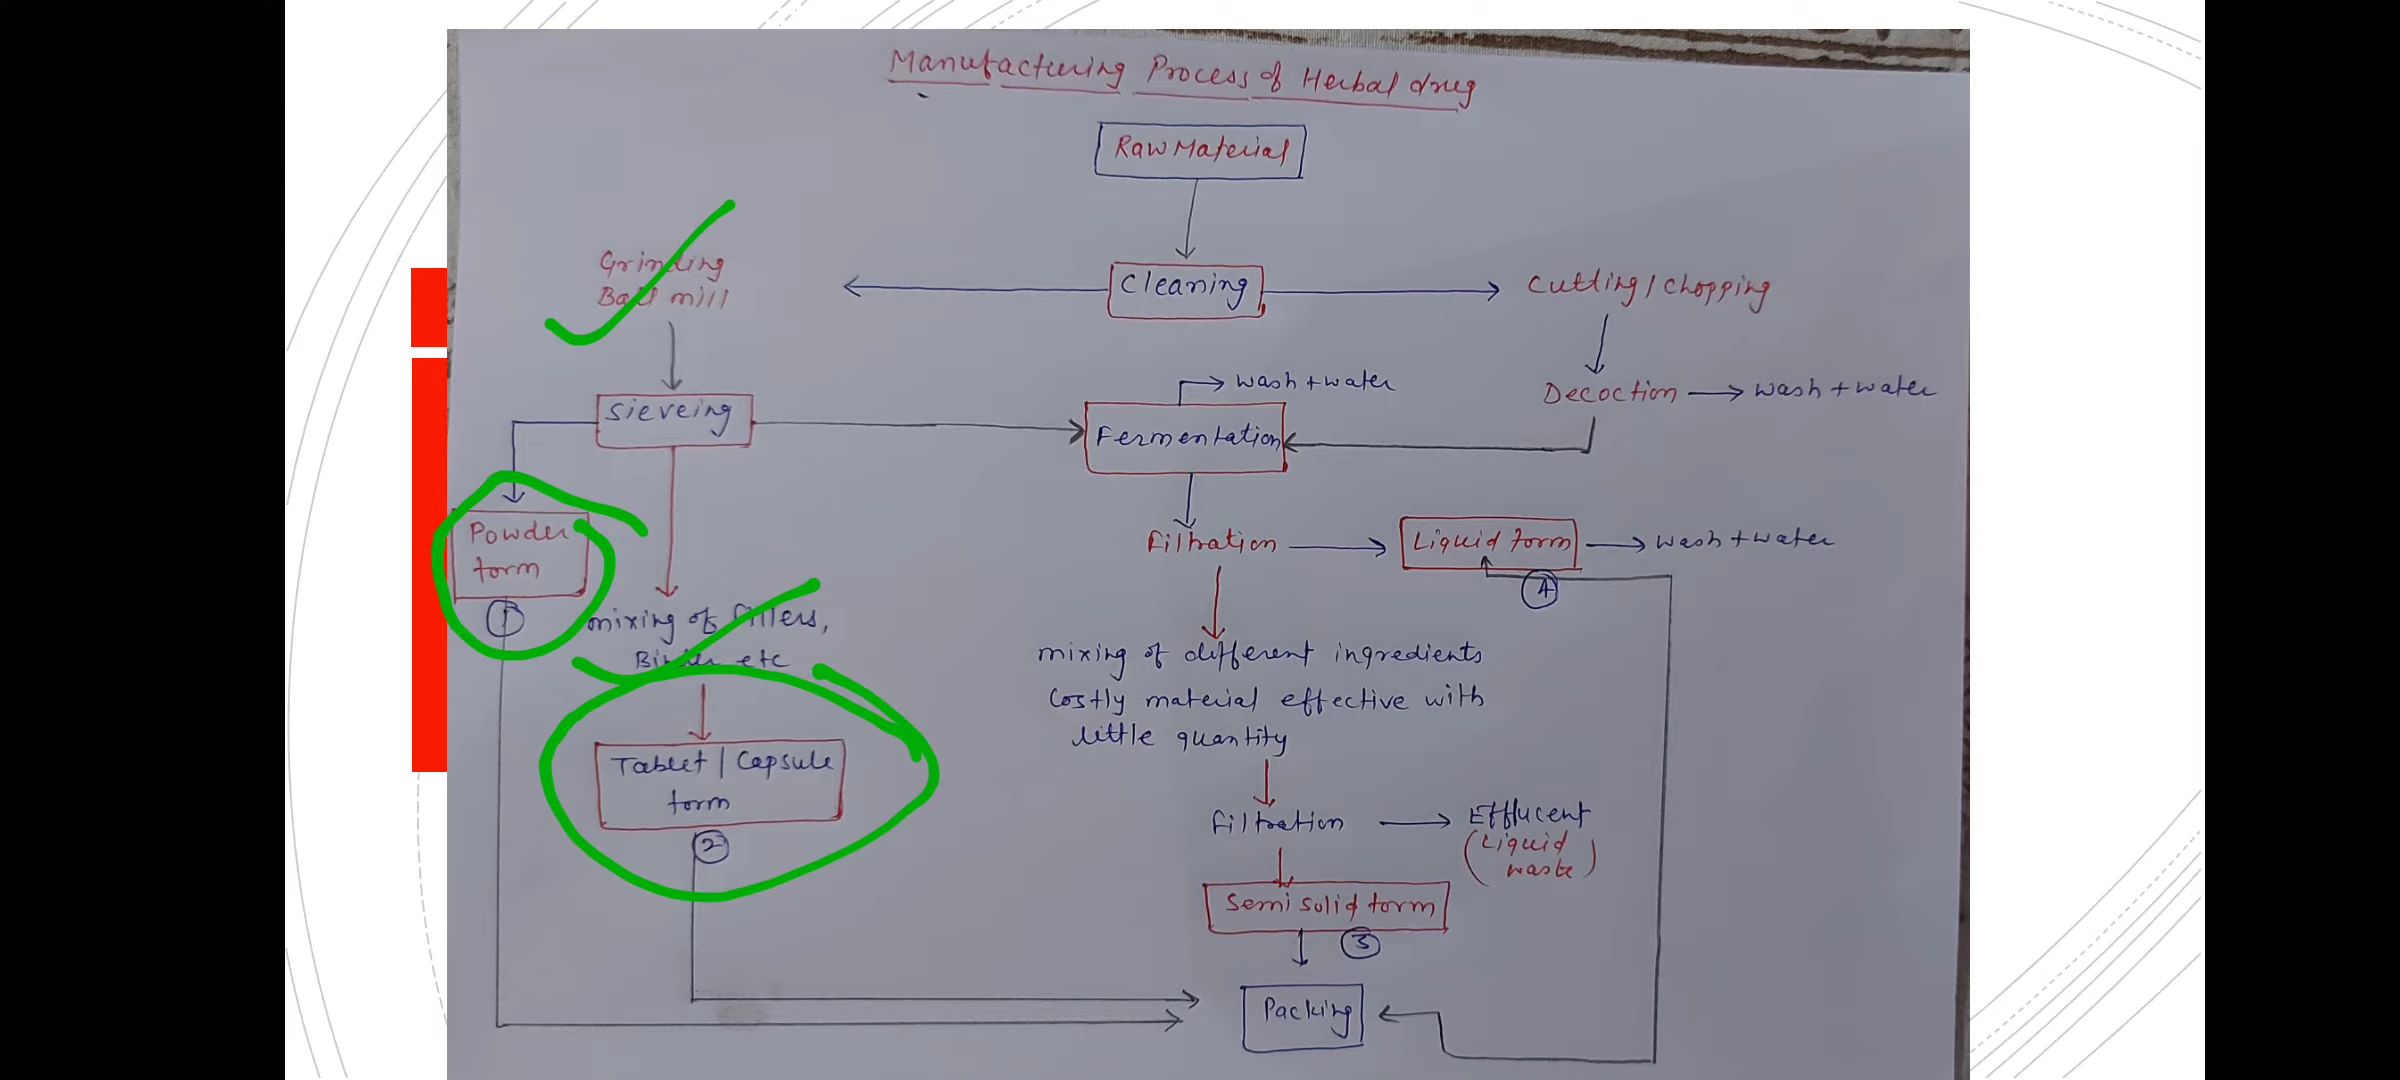 Manufacturing Process of Herbal drug
Raw Material
Grinding
Ball mill
Cleaning
Cutting / Chopping
wash + water
Decoction
wash + water
Sieveing
Fermentation
Powder
form
1
Filtration
Liquid form
wash + water
4
mixing of fillers,
Binder etc
mixing of different ingredients
Costly material effective with
little quantity
Tablet / Capsule
form
2
Filtration
Efflucent
(Liquid
waste)
Semi solid form
3
Packing